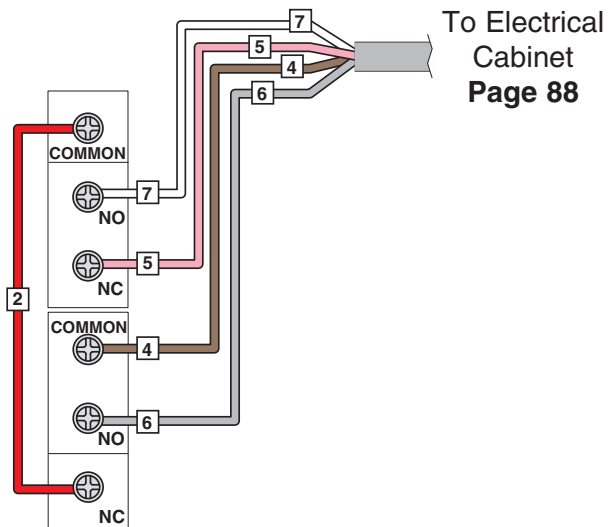 7
To Electrical
5
Cabinet
4
Page 88
6
COMMON
7
NO
5
NC
2
COMMON
4
6
NO
NC